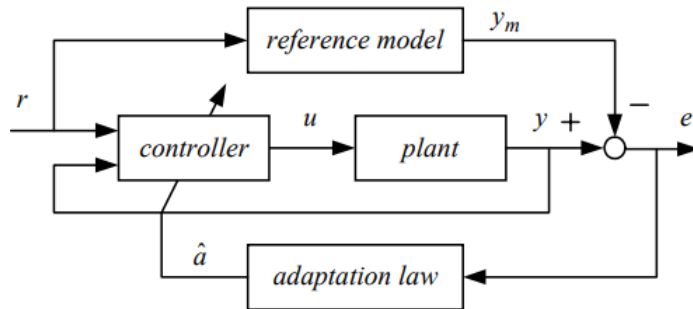 reference model
y_m
r
controller
u
plant
y + − e
â
adaptation law